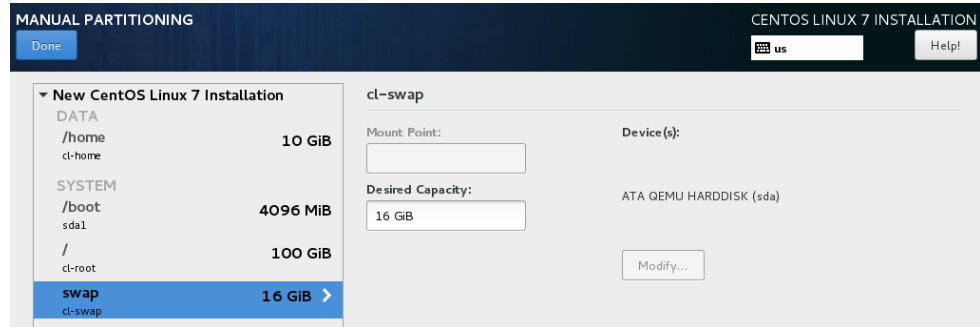 MANUAL PARTITIONING
CENTOS LINUX 7 INSTALLATION
Done
us
Help!
New CentOS Linux 7 Installation
DATA
/home
10 GiB
cl-home
SYSTEM
/boot
4096 MiB
sda1
/
100 GiB
cl-root
swap
16 GiB
cl-swap
cl-swap
Mount Point:
Device(s):
Desired Capacity:
ATA QEMU HARDDISK (sda)
16 GiB
Modify...